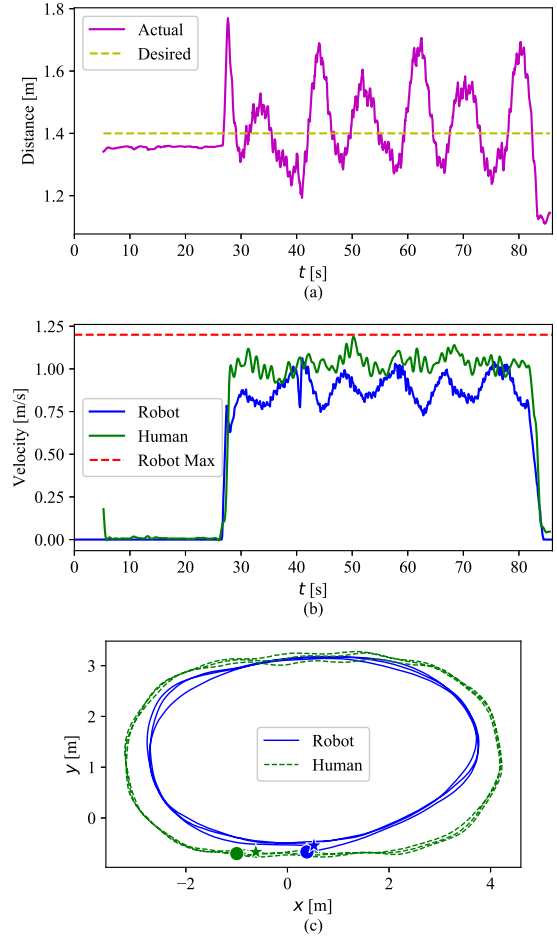 1.8
1.6
1.4
1.2
Distance [m]
Actual
Desired
0 10 20 30 40 50 60 70 80
t [s]
(a)
1.25
1.00
0.75
0.50
0.25
0.00
Velocity [m/s]
Robot
Human
Robot Max
0 10 20 30 40 50 60 70 80
t [s]
(b)
3
2
1
0
y [m]
Robot
Human
−2 0 2 4
x [m]
(c)